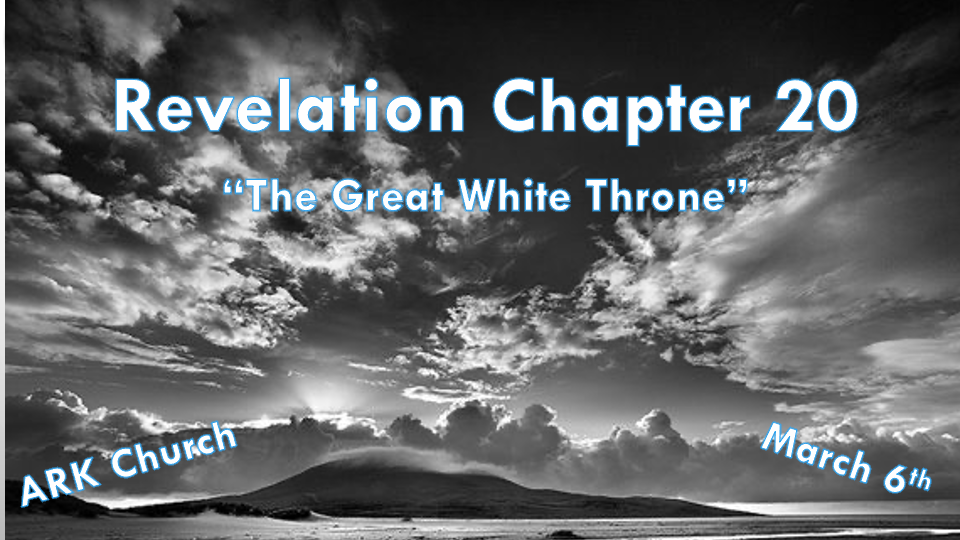 Revelation Chapter 20
“The Great White Throne”
ARK Church
March 6th